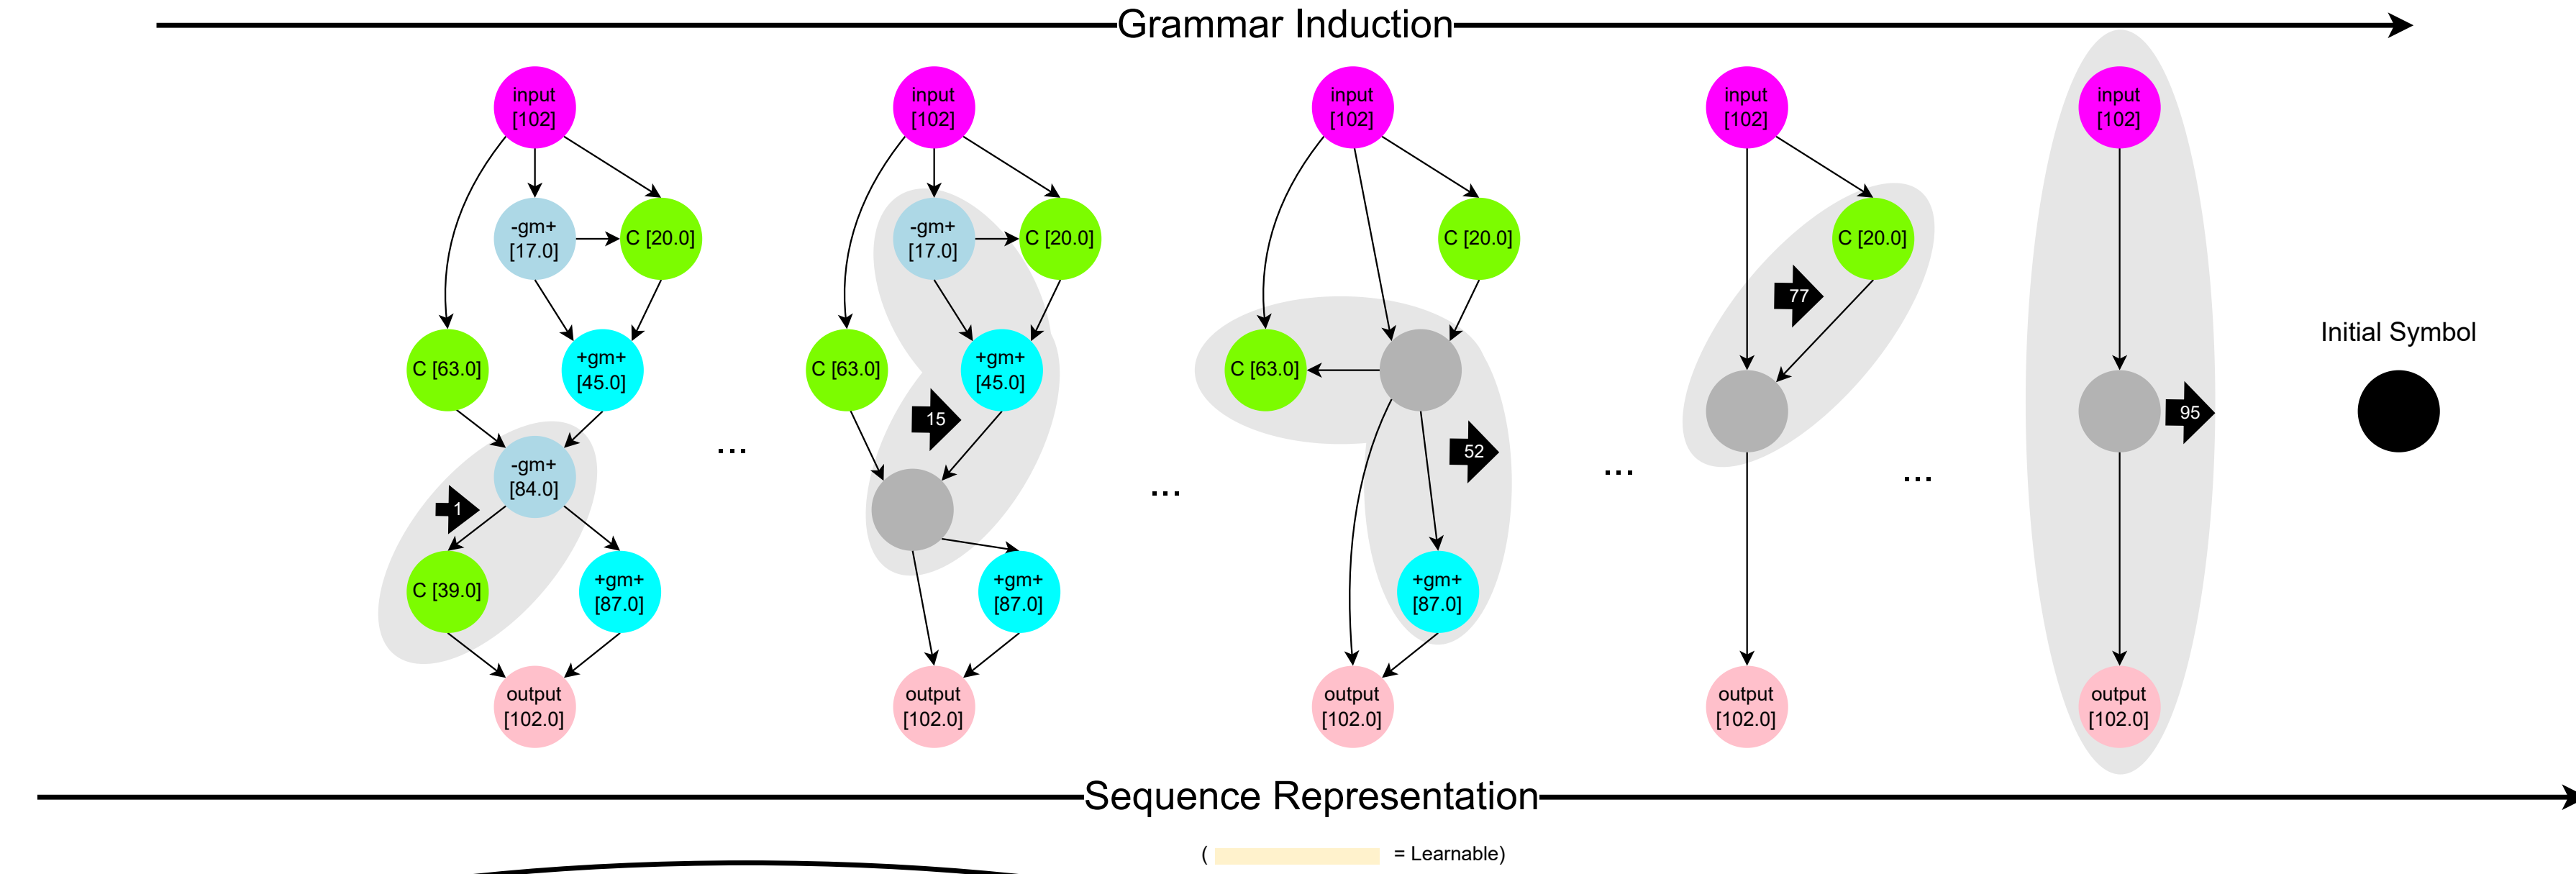 Grammar Induction
input
[102]
-gm+
[17.0]
C [20.0]
C [63.0]
+gm+
[45.0]
-gm+
[84.0]
1
C [39.0]
+gm+
[87.0]
output
[102.0]
...
input
[102]
-gm+
[17.0]
C [20.0]
C [63.0]
+gm+
[45.0]
15
+gm+
[87.0]
output
[102.0]
...
input
[102]
C [20.0]
C [63.0]
52
+gm+
[87.0]
output
[102.0]
...
input
[102]
C [20.0]
77
output
[102.0]
...
input
[102]
95
output
[102.0]
Initial Symbol
Sequence Representation
( = Learnable)